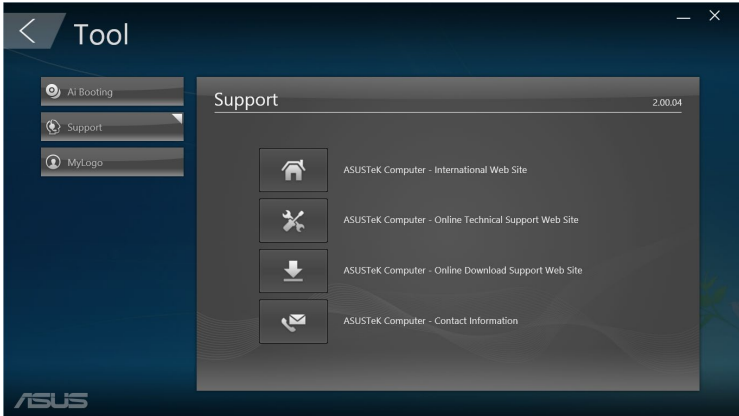 Tool
Ai Booting
Support
MyLogo
Support
2.00.04
ASUSTeK Computer - International Web Site
ASUSTeK Computer - Online Technical Support Web Site
ASUSTeK Computer - Online Download Support Web Site
ASUSTeK Computer - Contact Information
ASUS